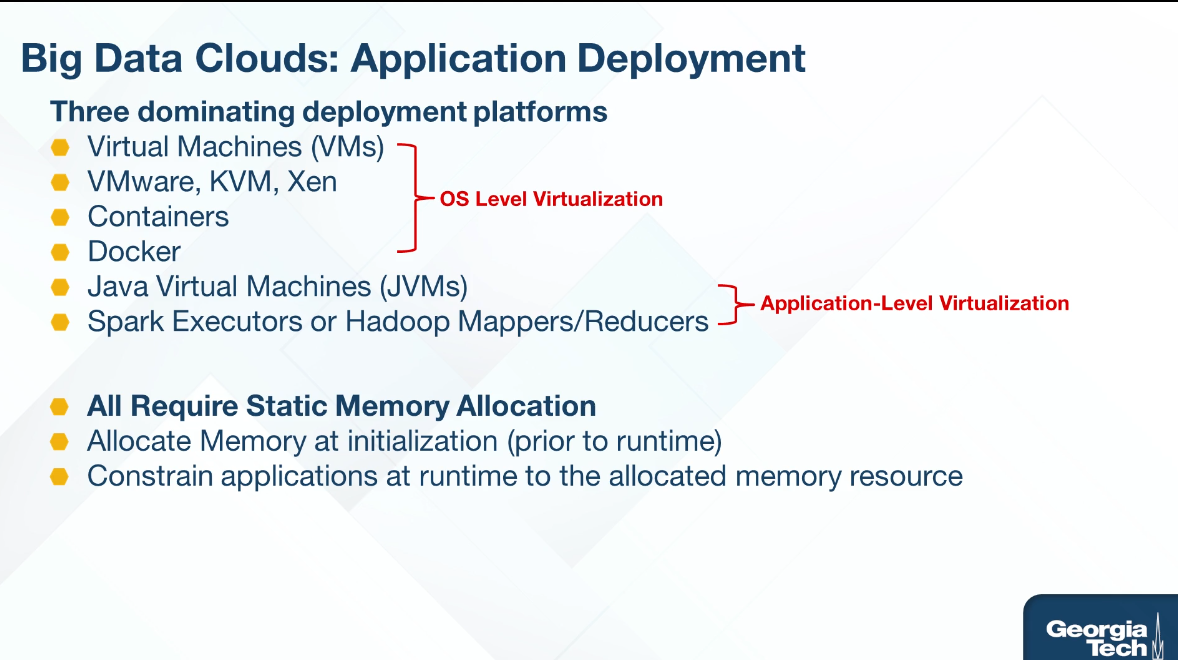 Big Data Clouds: Application Deployment
Three dominating deployment platforms
Virtual Machines (VMs)
VMware, KVM, Xen
OS Level Virtualization
Containers
Docker
Java Virtual Machines (JVMs)
Application-Level Virtualization
Spark Executors or Hadoop Mappers/Reducers
All Require Static Memory Allocation
Allocate Memory at initialization (prior to runtime)
Constrain applications at runtime to the allocated memory resource
Georgia
Tech